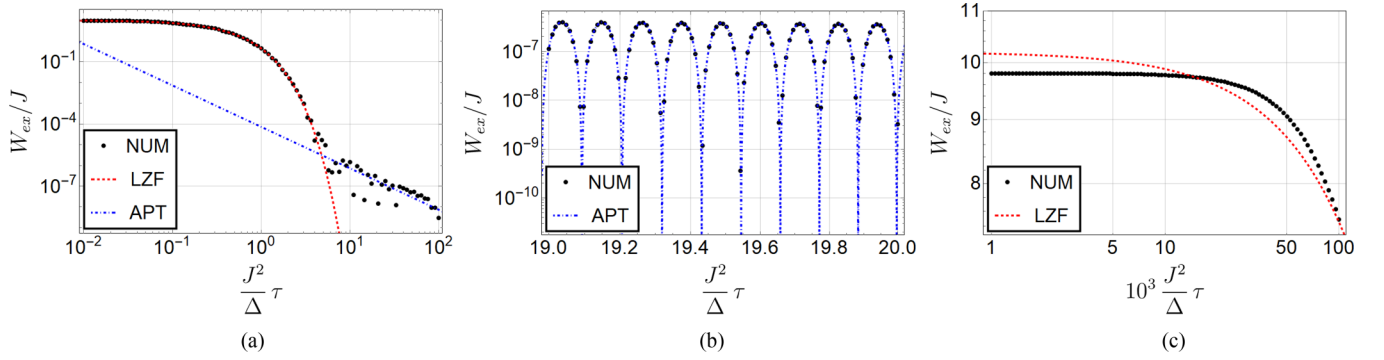 W_ex/J
10^-1
10^-4
10^-7
NUM
LZF
APT
10^-2 10^-1 10^0 10^1 10^2
J^2/Δ τ
(a)
W_ex/J
10^-7
10^-8
10^-9
10^-10
NUM
APT
19.0 19.2 19.4 19.6 19.8 20.0
J^2/Δ τ
(b)
W_ex/J
11
10
9
8
NUM
LZF
1 5 10 50 100
10^3 J^2/Δ τ
(c)